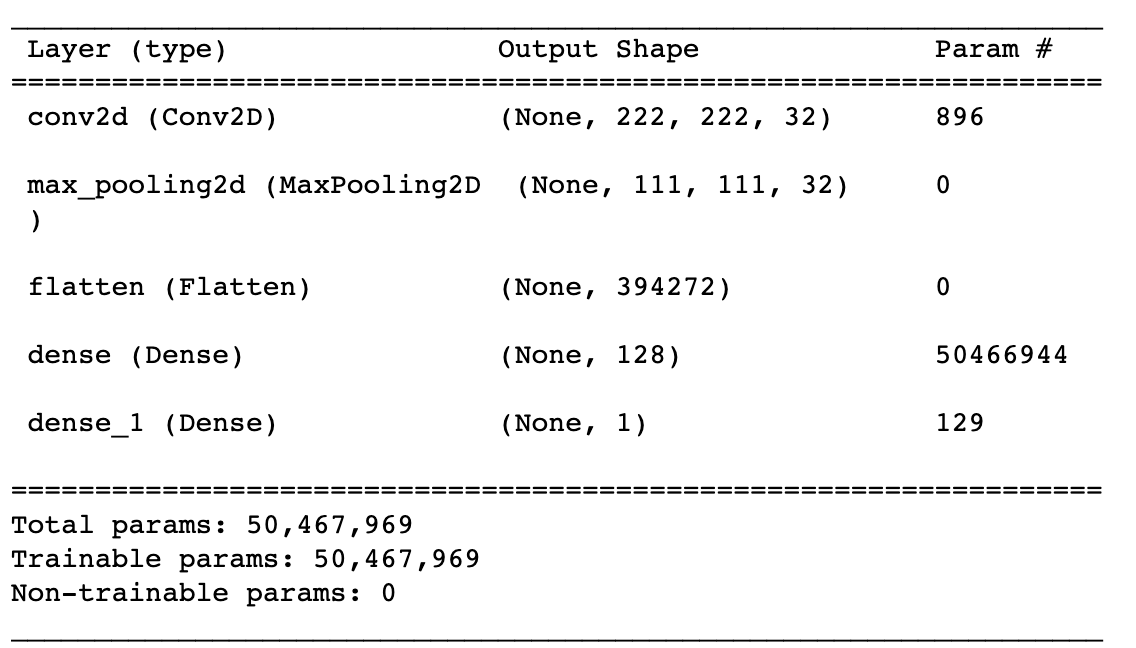 Layer (type) Output Shape Param #
conv2d (Conv2D) (None, 222, 222, 32) 896
max_pooling2d (MaxPooling2D (None, 111, 111, 32) 0
)
flatten (Flatten) (None, 394272) 0
dense (Dense) (None, 128) 50466944
dense_1 (Dense) (None, 1) 129
Total params: 50,467,969
Trainable params: 50,467,969
Non-trainable params: 0